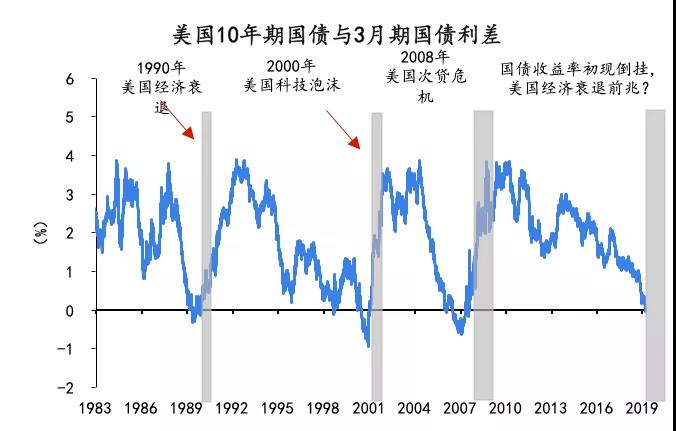 美国10年期国债与3月期国债利差
1990年
美国经济衰
退
2000年
美国科技泡沫
2008年
美国次贷危
机
国债收益率初现倒挂，
美国经济衰退前兆？
(%)
6
5
4
3
2
1
0
-1
-2
1983 1986 1989 1992 1995 1998 2001 2004 2007 2010 2013 2016 2019